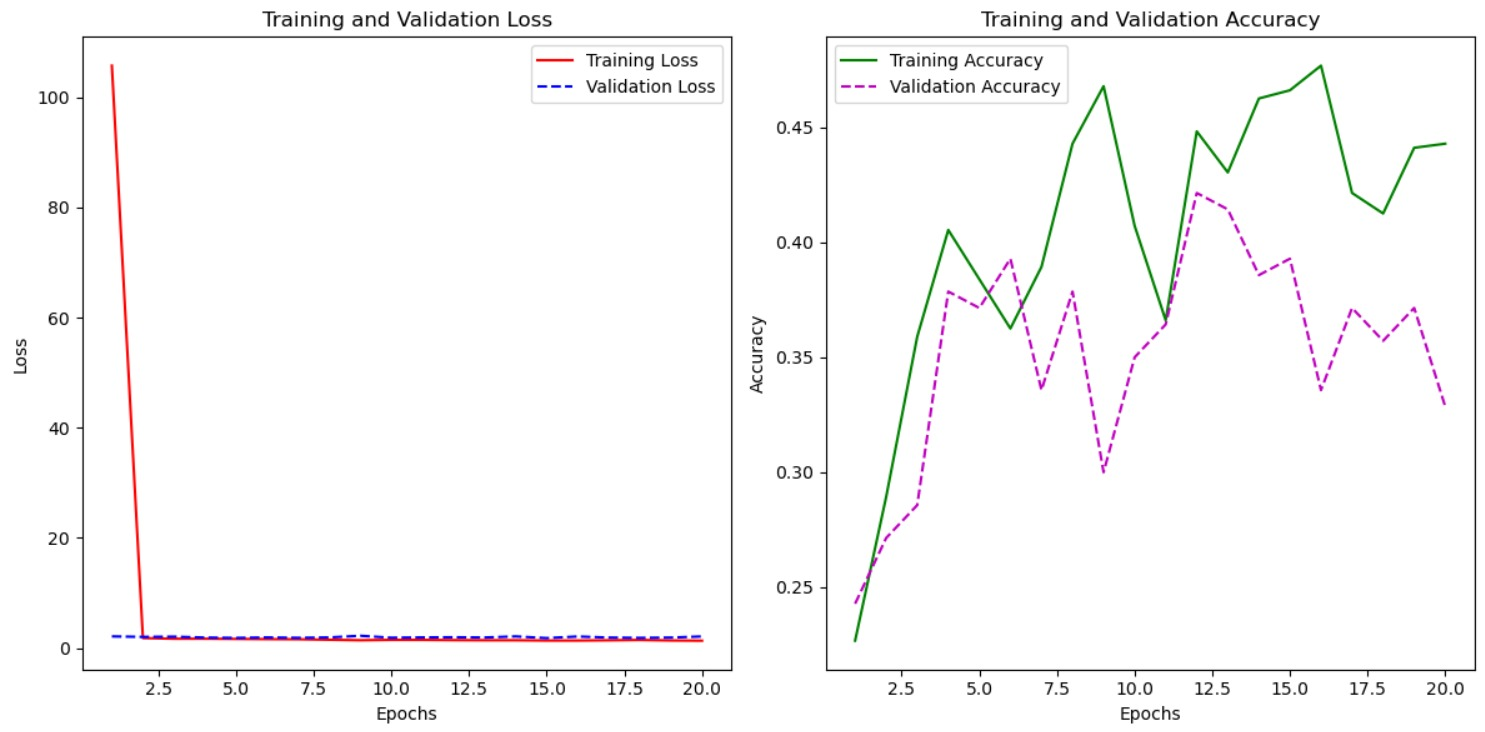 Training and Validation Loss
Training Loss
Validation Loss
100
80
60
40
20
0
Loss
2.5 5.0 7.5 10.0 12.5 15.0 17.5 20.0
Epochs
Training and Validation Accuracy
Training Accuracy
Validation Accuracy
0.45
0.40
0.35
0.30
0.25
Accuracy
2.5 5.0 7.5 10.0 12.5 15.0 17.5 20.0
Epochs